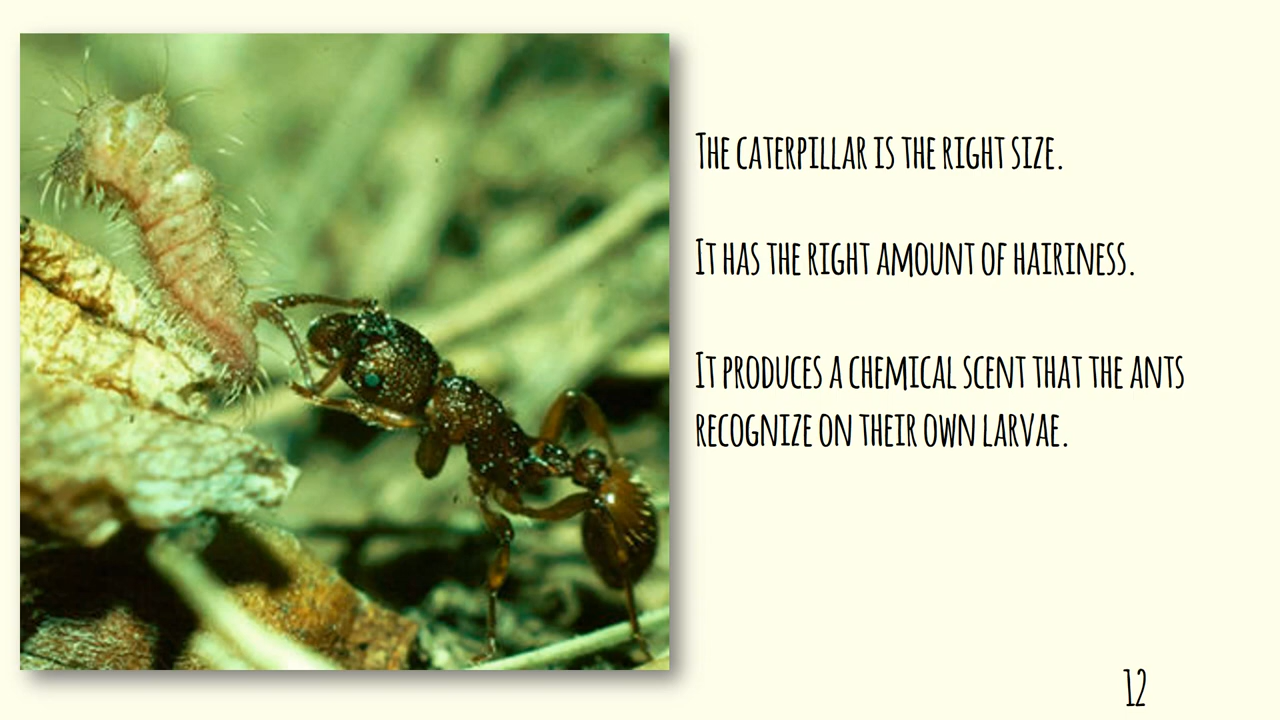 The caterpillar is the right size.
It has the right amount of hairiness.
It produces a chemical scent that the ants
recognize on their own larvae.
12